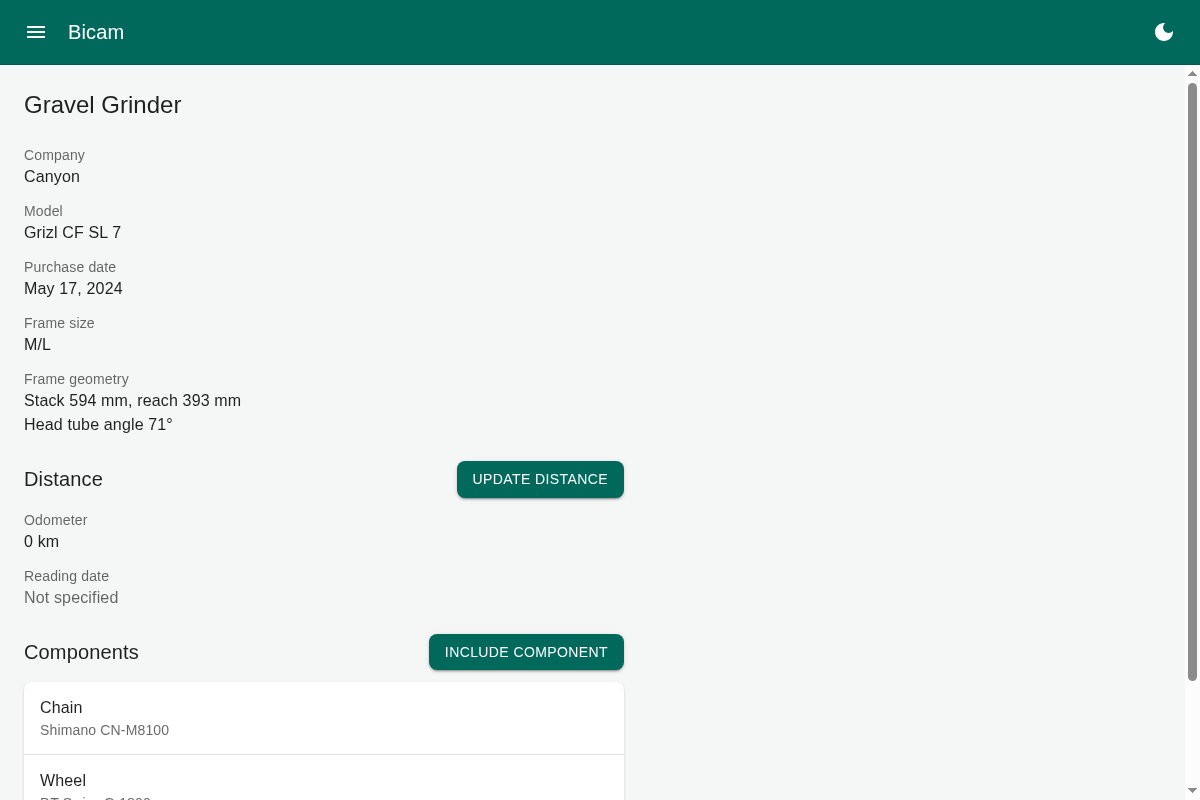 Bicam
Gravel Grinder
Company
Canyon
Model
Grizl CF SL 7
Purchase date
May 17, 2024
Frame size
M/L
Frame geometry
Stack 594 mm, reach 393 mm
Head tube angle 71°
Distance
UPDATE DISTANCE
Odometer
0 km
Reading date
Not specified
Components
INCLUDE COMPONENT
Chain
Shimano CN-M8100
Wheel